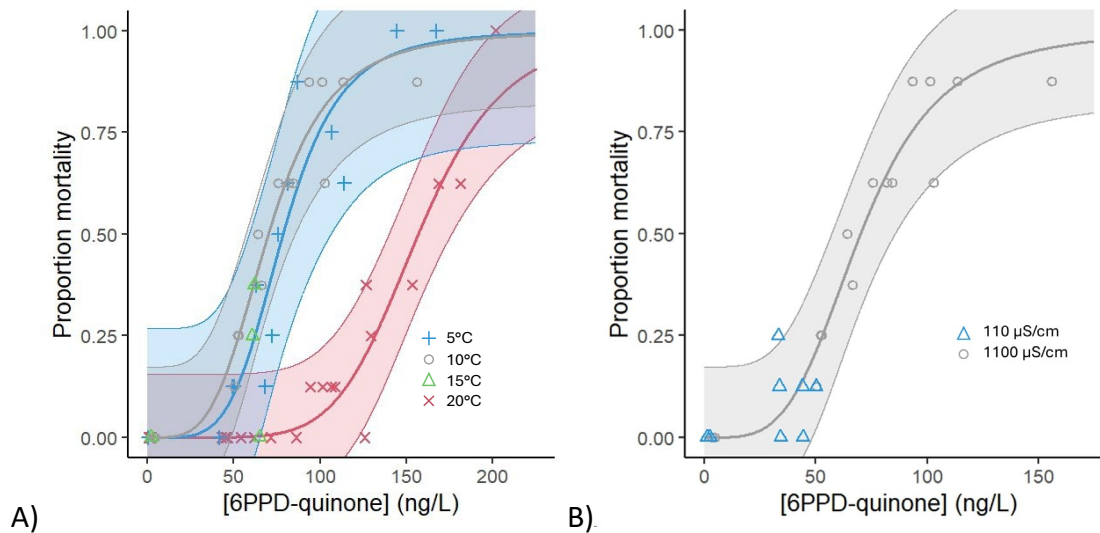 1.00
0.75
0.50
0.25
0.00
Proportion mortality
5ºC
10ºC
15ºC
20ºC
0
50
100
150
200
[6PPD-quinone] (ng/L)
A)
1.00
0.75
0.50
0.25
0.00
Proportion mortality
110 µS/cm
1100 µS/cm
0
50
100
150
[6PPD-quinone] (ng/L)
B)